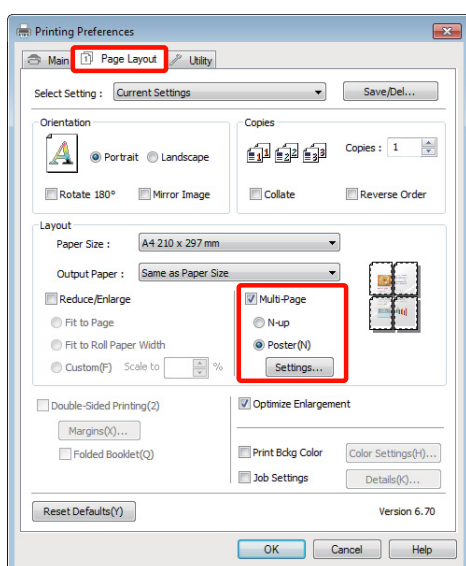 Printing Preferences
Main Page Layout Utility
Select Setting : Current Settings Save/Del...
Orientation
Portrait Landscape
Rotate 180° Mirror Image
Copies
Copies : 1
Collate Reverse Order
Layout
Paper Size : A4 210 x 297 mm
Output Paper : Same as Paper Size
Reduce/Enlarge
Fit to Page
Fit to Roll Paper Width
Custom(F) Scale to %
Multi-Page
N-up
Poster(N)
Settings...
Double-Sided Printing(2)
Margins(X)...
Folded Booklet(Q)
Optimize Enlargement
Print Bckg Color Color Settings(H)...
Job Settings Details(K)...
Reset Defaults(Y) Version 6.70
OK Cancel Help